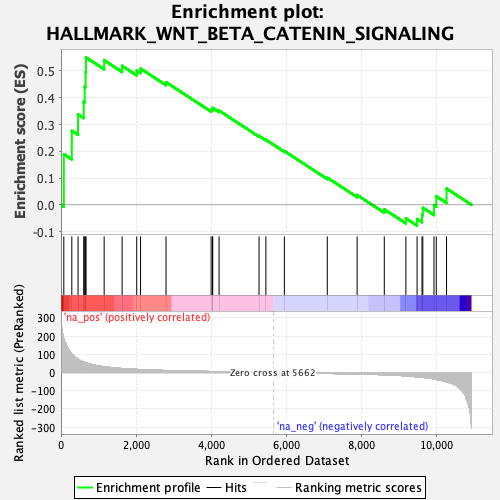 Enrichment plot:
HALLMARK_WNT_BETA_CATENIN_SIGNALING
Enrichment score (ES)
0.5
0.4
0.3
0.2
0.1
0.0
-0.1
Ranked list metric (PreRanked)
300
200
100
0
-100
-200
-300
'na_pos' (positively correlated)
Zero cross at 5662
'na_neg' (negatively correlated)
0 2,000 4,000 6,000 8,000 10,000
Rank in Ordered Dataset
Enrichment profile Hits Ranking metric scores